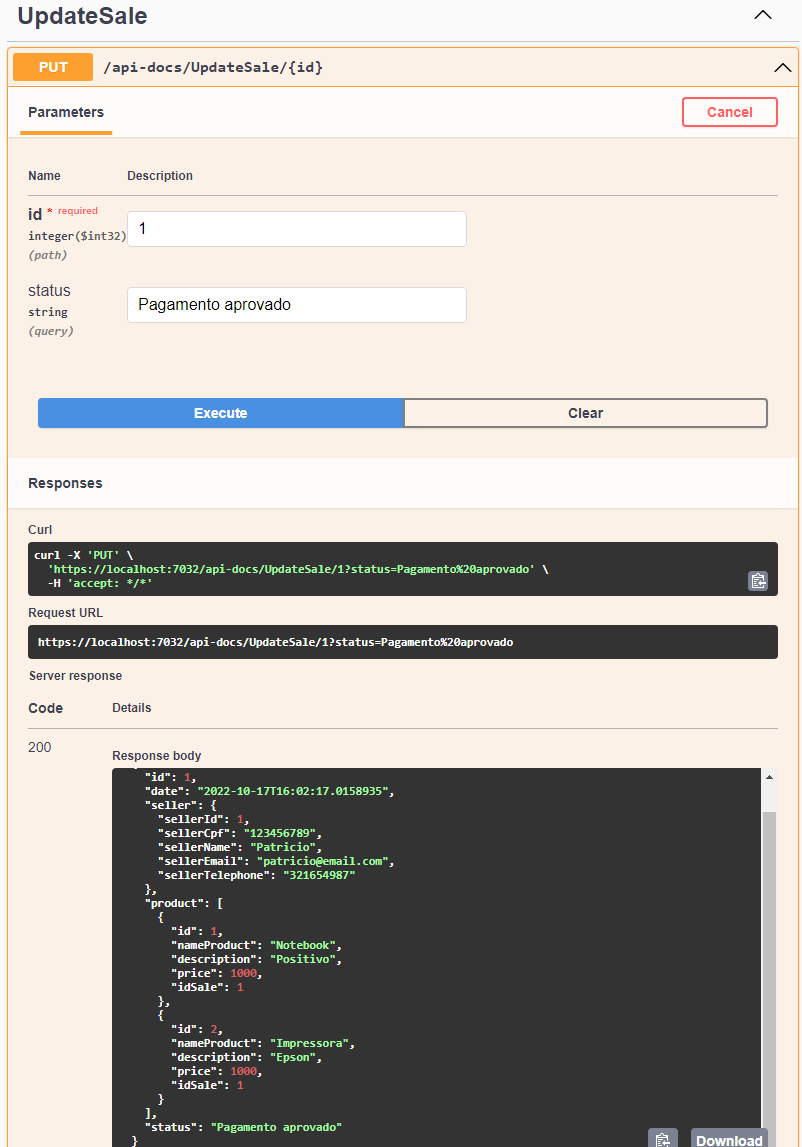 UpdateSale
PUT /api-docs/UpdateSale/{id}
Parameters Cancel
Name Description
id * required
integer($int32)
(path)
1
status
string
(query)
Pagamento aprovado
Execute Clear
Responses
Curl
curl -X 'PUT' \
'https://localhost:7032/api-docs/UpdateSale/1?status=Pagamento%20aprovado' \
-H 'accept: */*'
Request URL
https://localhost:7032/api-docs/UpdateSale/1?status=Pagamento%20aprovado
Server response
Code Details
200
Response body
"id": 1,
"date": "2022-10-17T16:02:17.0158935",
"seller": {
"sellerId": 1,
"sellerCpf": "123456789",
"sellerName": "Patricio",
"sellerEmail": "patricio@email.com",
"sellerTelephone": "321654987"
},
"product": [
{
"id": 1,
"nameProduct": "Notebook",
"description": "Positivo",
"price": 1000,
"idSale": 1
},
{
"id": 2,
"nameProduct": "Impressora",
"description": "Epson",
"price": 1000,
"idSale": 1
}
],
"status": "Pagamento aprovado"
}
Download